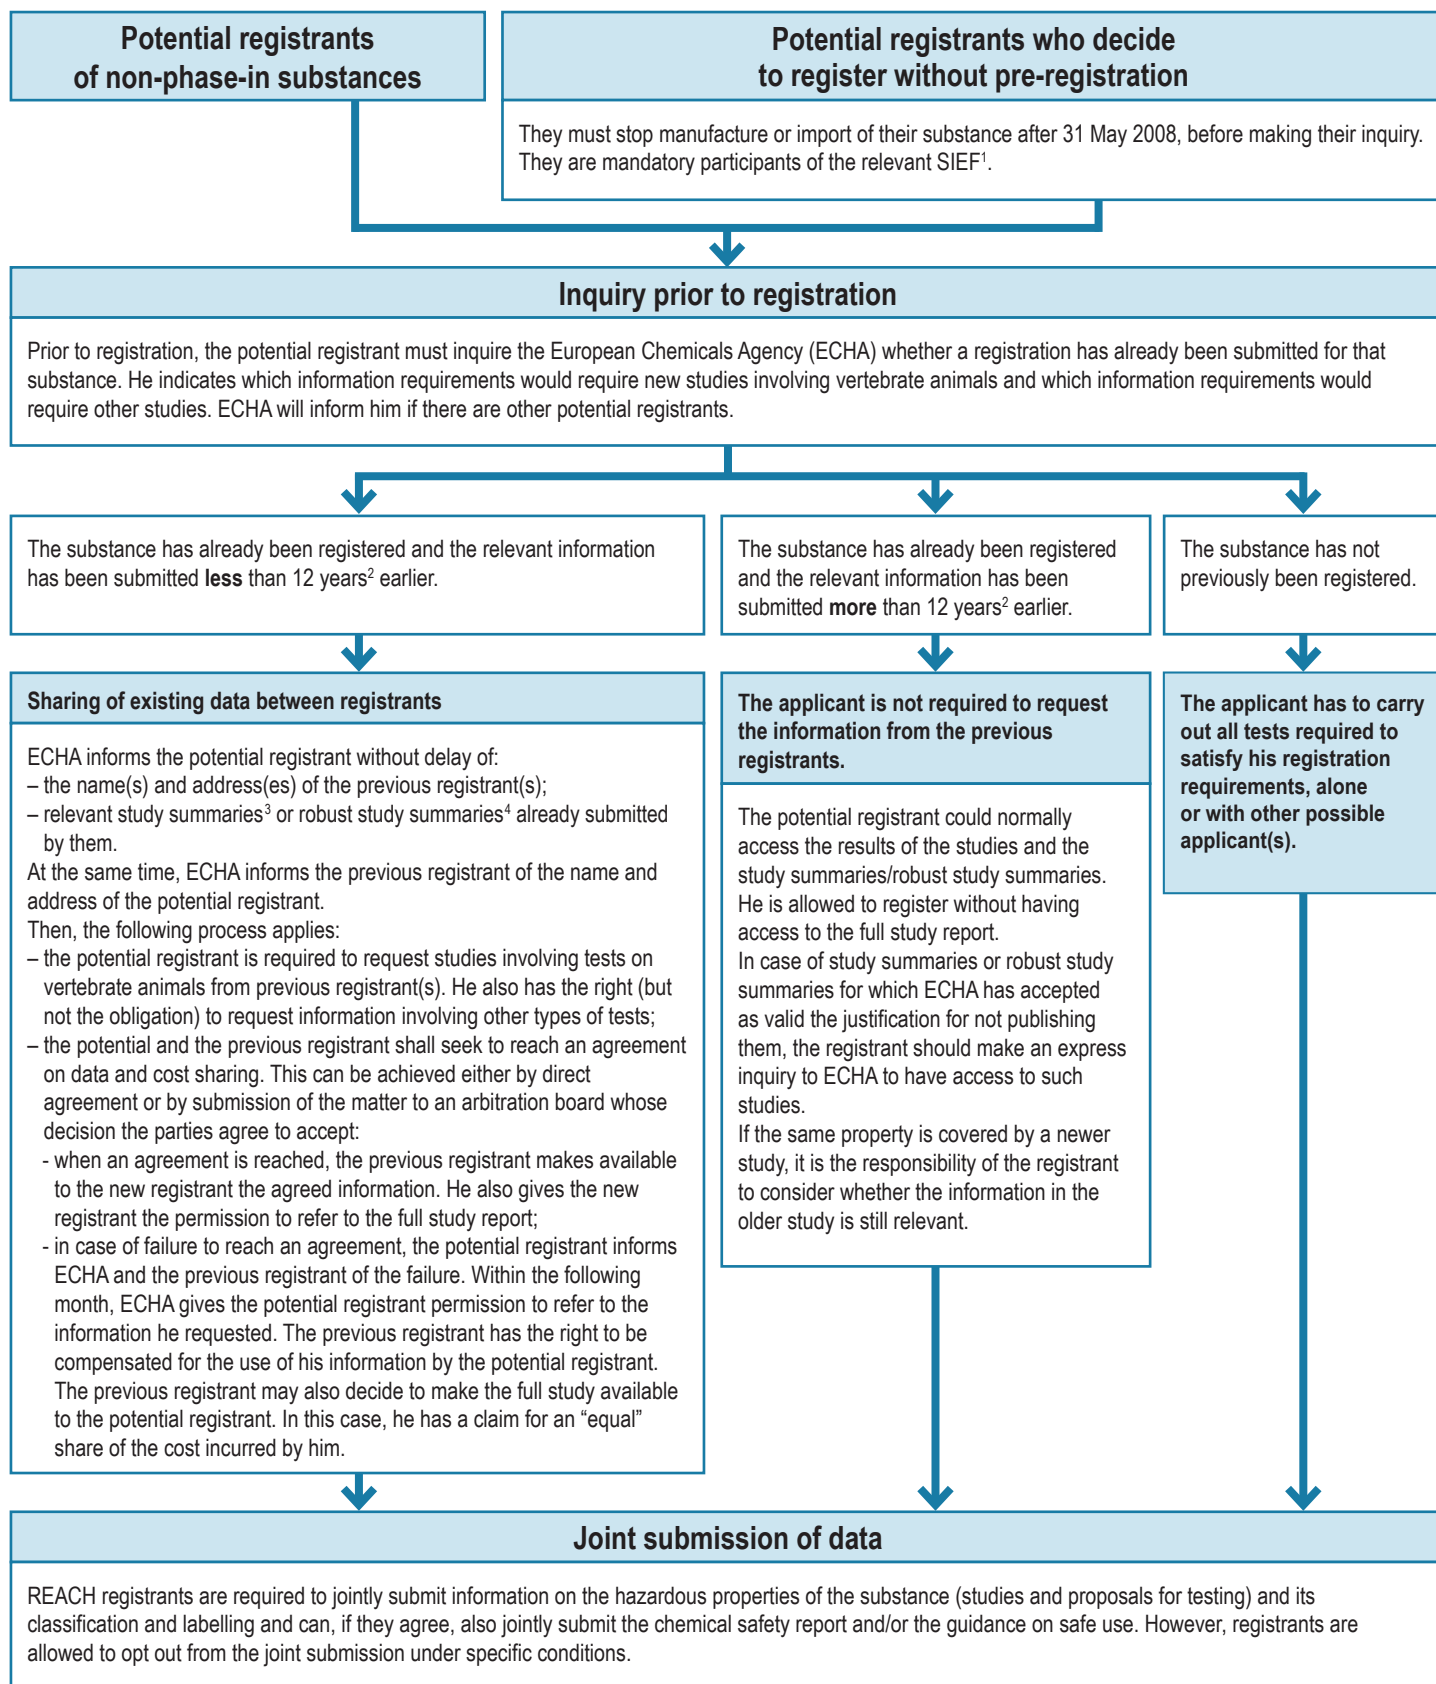 Potential registrants
of non-phase-in substances
Potential registrants who decide
to register without pre-registration
They must stop manufacture or import of their substance after 31 May 2008, before making their inquiry.
They are mandatory participants of the relevant SIEF¹.
Inquiry prior to registration
Prior to registration, the potential registrant must inquire the European Chemicals Agency (ECHA) whether a registration has already been submitted for that
substance. He indicates which information requirements would require new studies involving vertebrate animals and which information requirements would
require other studies. ECHA will inform him if there are other potential registrants.
The substance has already been registered and the relevant information
has been submitted less than 12 years² earlier.
The substance has already been registered
and the relevant information has been
submitted more than 12 years² earlier.
The substance has not
previously been registered.
Sharing of existing data between registrants
ECHA informs the potential registrant without delay of:
– the name(s) and address(es) of the previous registrant(s);
– relevant study summaries³ or robust study summaries⁴ already submitted
by them.
At the same time, ECHA informs the previous registrant of the name and
address of the potential registrant.
Then, the following process applies:
– the potential registrant is required to request studies involving tests on
vertebrate animals from previous registrant(s). He also has the right (but
not the obligation) to request information involving other types of tests;
– the potential and the previous registrant shall seek to reach an agreement
on data and cost sharing. This can be achieved either by direct
agreement or by submission of the matter to an arbitration board whose
decision the parties agree to accept:
- when an agreement is reached, the previous registrant makes available
to the new registrant the agreed information. He also gives the new
registrant the permission to refer to the full study report;
- in case of failure to reach an agreement, the potential registrant informs
ECHA and the previous registrant of the failure. Within the following
month, ECHA gives the potential registrant permission to refer to the
information he requested. The previous registrant has the right to be
compensated for the use of his information by the potential registrant.
The previous registrant may also decide to make the full study available
to the potential registrant. In this case, he has a claim for an “equal”
share of the cost incurred by him.
The applicant is not required to request
the information from the previous
registrants.
The potential registrant could normally
access the results of the studies and the
study summaries/robust study summaries.
He is allowed to register without having
access to the full study report.
In case of study summaries or robust study
summaries for which ECHA has accepted
as valid the justification for not publishing
them, the registrant should make an express
inquiry to ECHA to have access to such
studies.
If the same property is covered by a newer
study, it is the responsibility of the registrant
to consider whether the information in the
older study is still relevant.
The applicant has to carry
out all tests required to
satisfy his registration
requirements, alone
or with other possible
applicant(s).
Joint submission of data
REACH registrants are required to jointly submit information on the hazardous properties of the substance (studies and proposals for testing) and its
classification and labelling and can, if they agree, also jointly submit the chemical safety report and/or the guidance on safe use. However, registrants are
allowed to opt out from the joint submission under specific conditions.